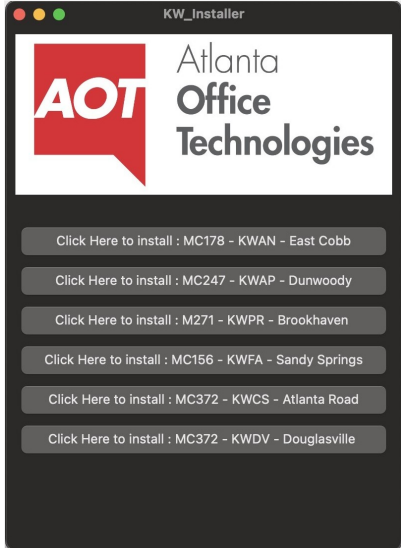 KW_Installer
AOT
Atlanta
Office
Technologies
Click Here to install : MC178 - KWAN - East Cobb
Click Here to install : MC247 - KWAP - Dunwoody
Click Here to install : M271 - KWPR - Brookhaven
Click Here to install : MC156 - KWFA - Sandy Springs
Click Here to install : MC372 - KWCS - Atlanta Road
Click Here to install : MC372 - KWDV - Douglasville